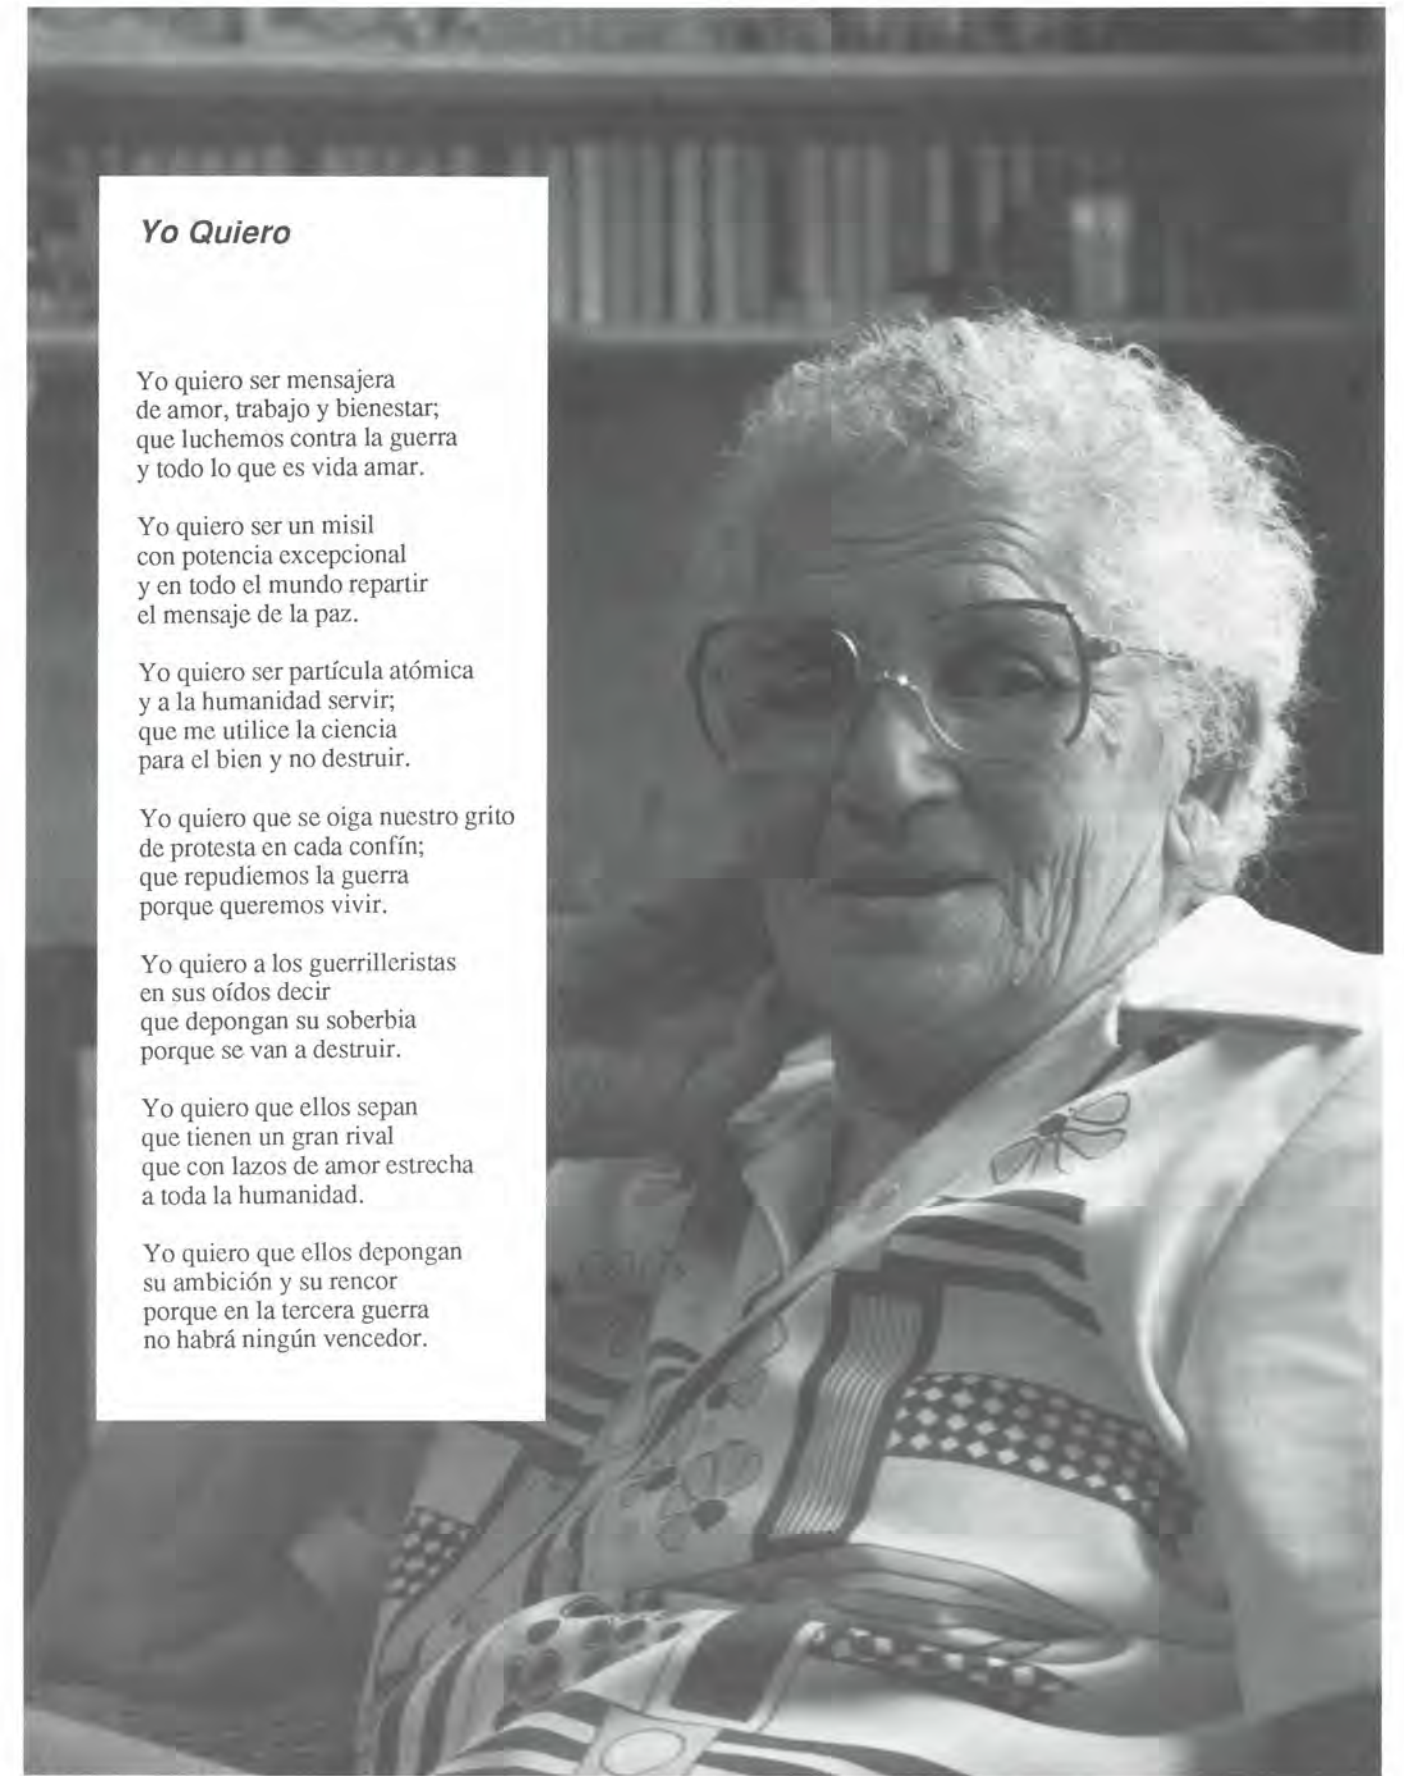 Yo Quiero
Yo quiero ser mensajera
de amor, trabajo y bienestar;
que luchemos contra la guerra
y todo lo que es vida amar.
Yo quiero ser un misil
con potencia excepcional
y en todo el mundo repartir
el mensaje de la paz.
Yo quiero ser partícula atómica
y a la humanidad servir;
que me utilice la ciencia
para el bien y no destruir.
Yo quiero que se oiga nuestro grito
de protesta en cada confín;
que repudiemos la guerra
porque queremos vivir.
Yo quiero a los guerrilleristas
en sus oídos decir
que depongan su soberbia
porque se van a destruir.
Yo quiero que ellos sepan
que tienen un gran rival
que con lazos de amor estrecha
a toda la humanidad.
Yo quiero que ellos depongan
su ambición y su rencor
porque en la tercera guerra
no habrá ningún vencedor.